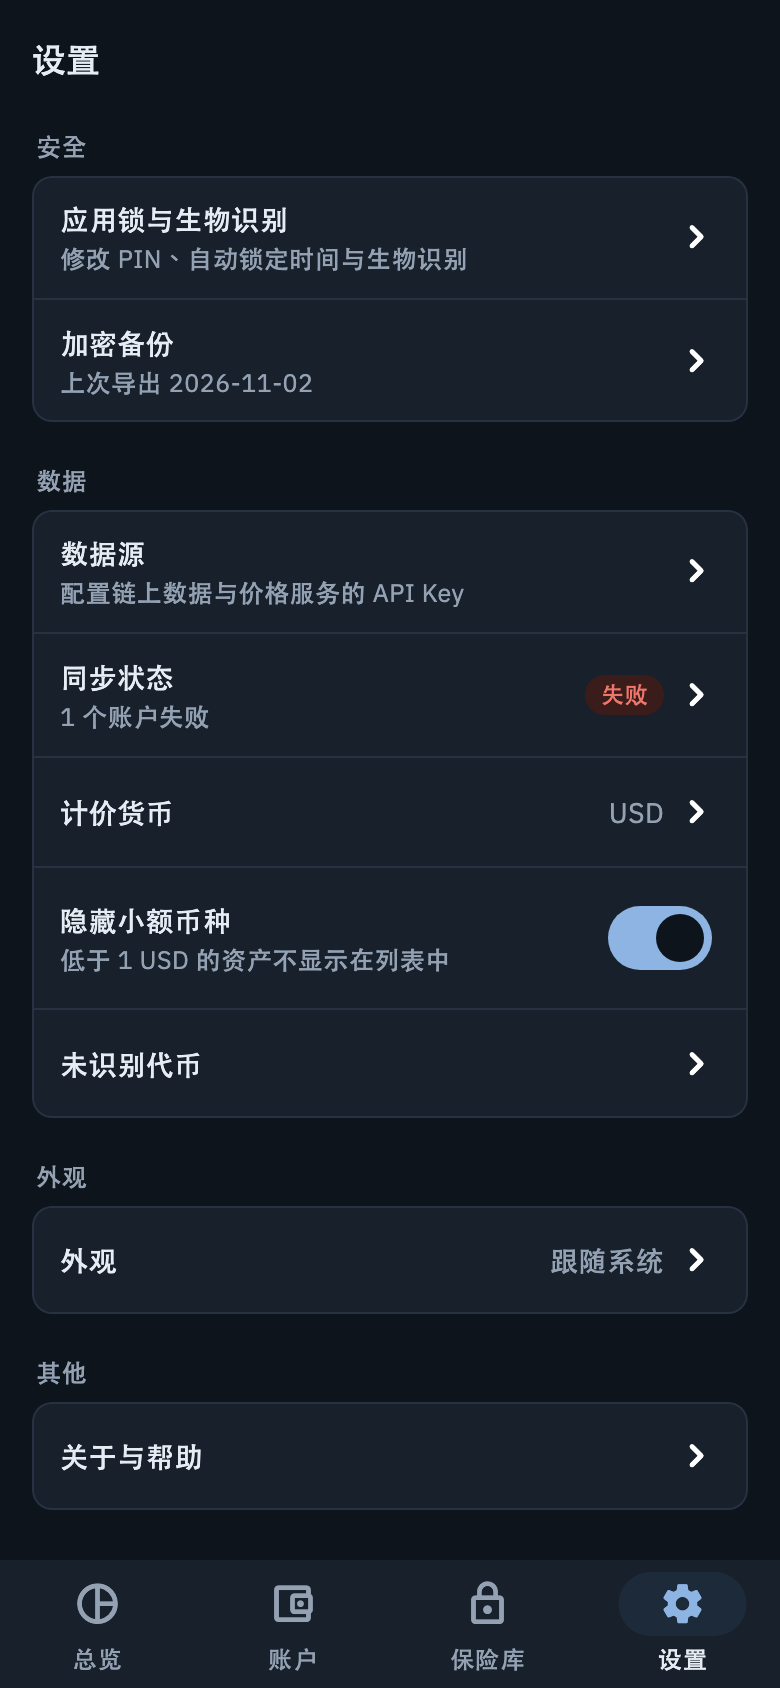 设置
安全
应用锁与生物识别
修改 PIN、自动锁定时间与生物识别
加密备份
上次导出 2026-11-02
数据
数据源
配置链上数据与价格服务的 API Key
同步状态
1 个账户失败
失败
计价货币
USD
隐藏小额币种
低于 1 USD 的资产不显示在列表中
未识别代币
外观
外观
跟随系统
其他
关于与帮助
总览
账户
保险库
设置